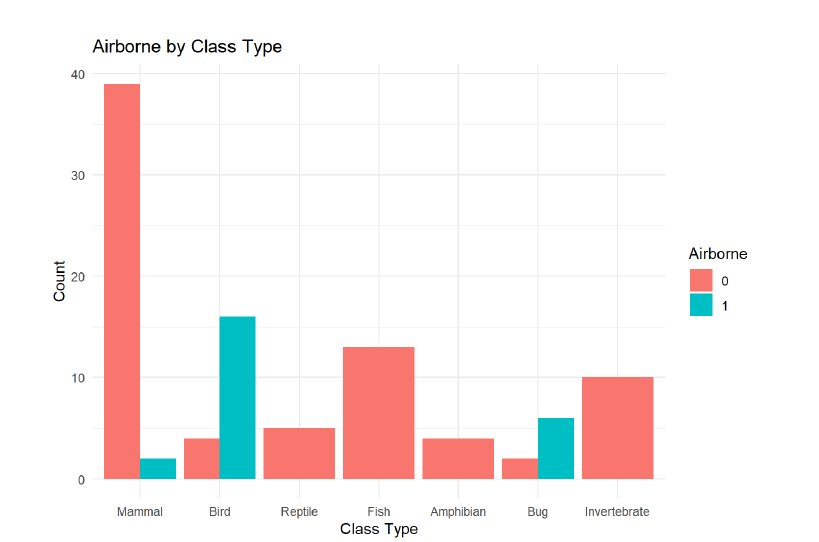 Airborne by Class Type
40
30
20
10
0
Count
Mammal Bird Reptile Fish Amphibian Bug Invertebrate
Class Type
Airborne
0
1